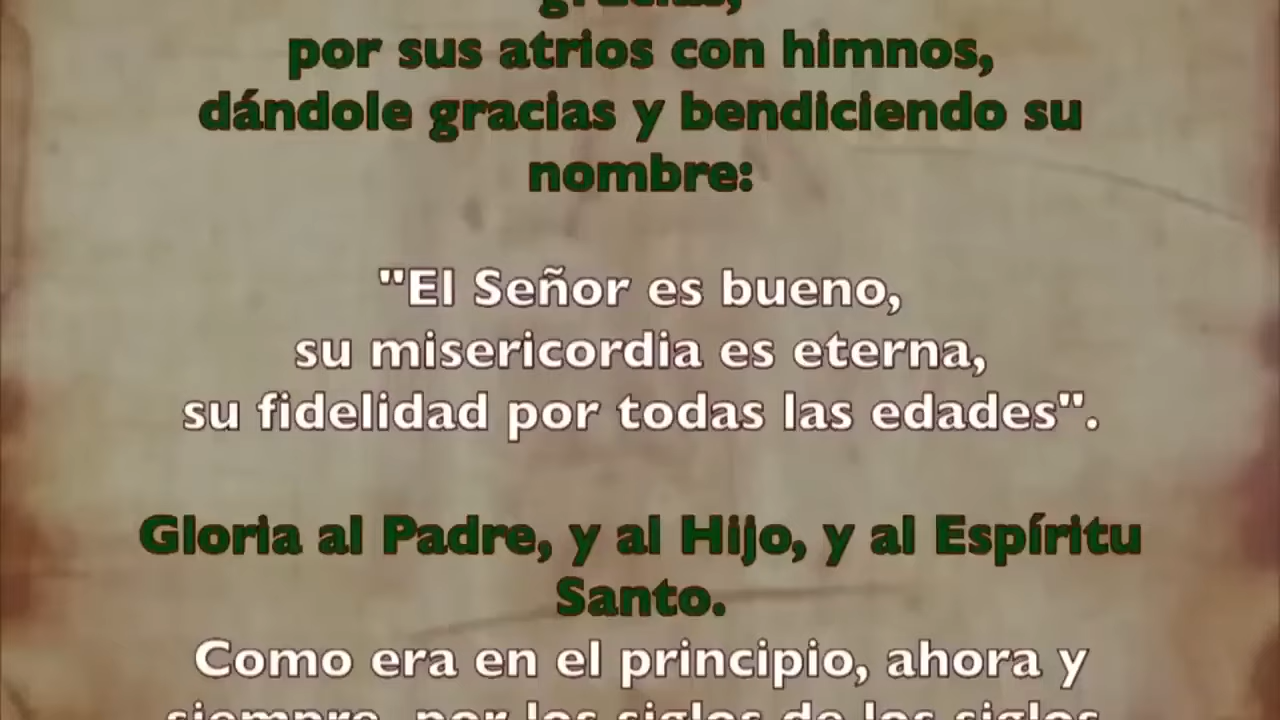 gracias,
por sus atrios con himnos,
dándole gracias y bendiciendo su
nombre:
"El Señor es bueno,
su misericordia es eterna,
su fidelidad por todas las edades".
Gloria al Padre, y al Hijo, y al Espíritu
Santo.
Como era en el principio, ahora y
siempre, por los siglos de los siglos.